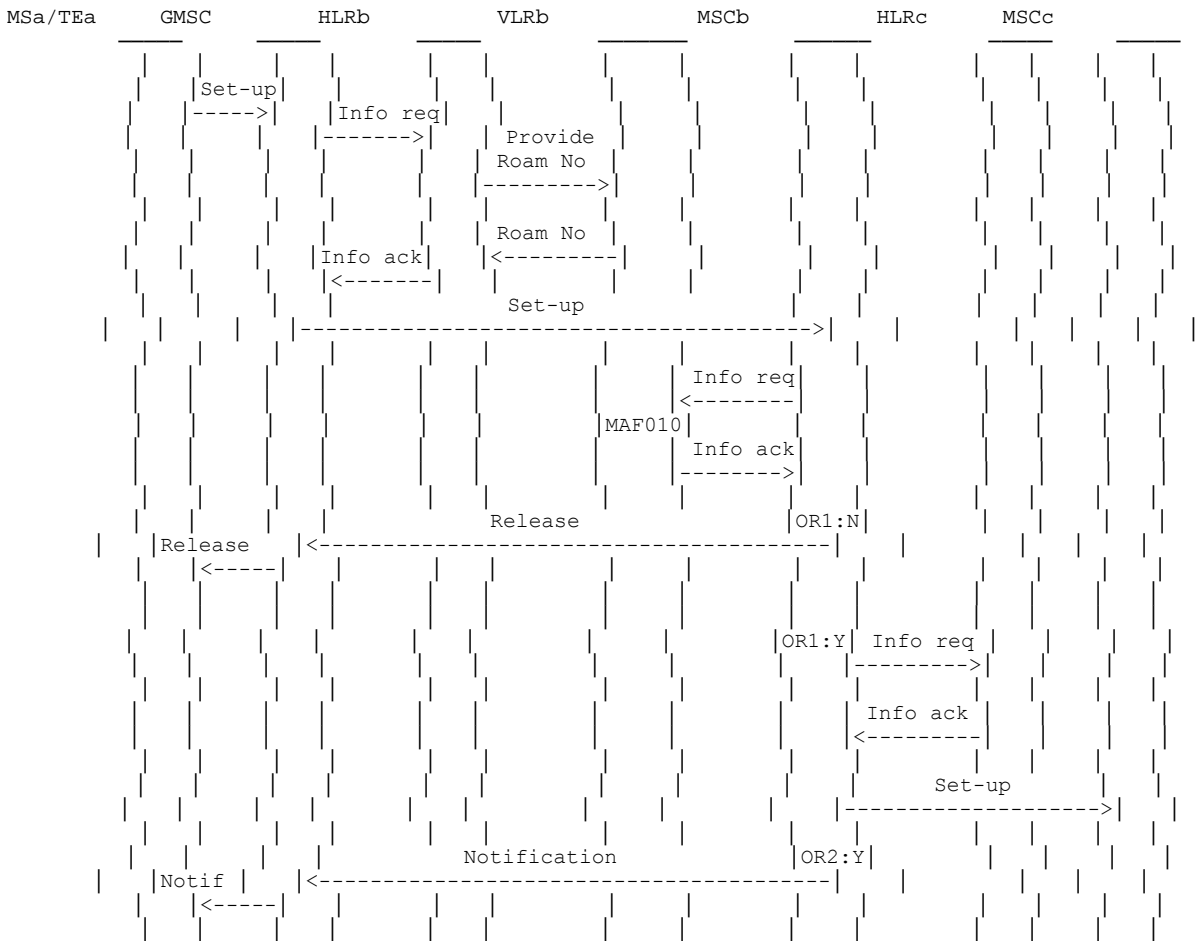 MSa/TEa GMSC HLRb VLRb MSCb HLRc MSCc
Set-up
Info req
Provide
Roam No
Roam No
Info ack
Set-up
Info req
MAF010
Info ack
Release OR1:N
Release
OR1:Y Info req
Info ack
Set-up
Notification OR2:Y
Notif